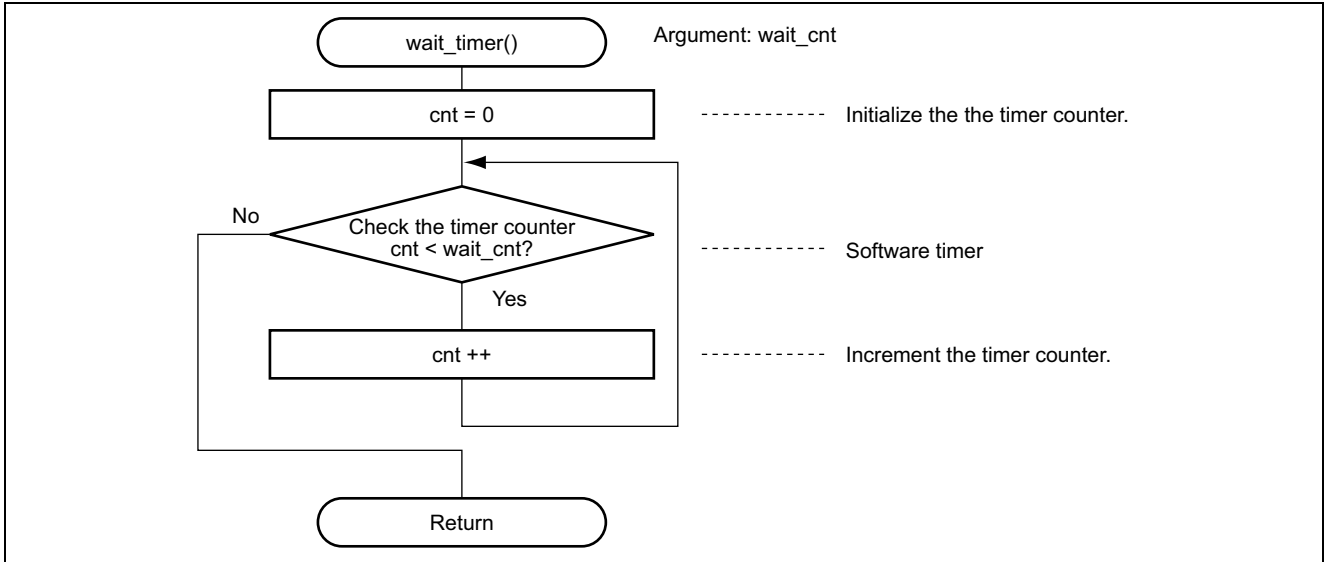 wait_timer()
Argument: wait_cnt
cnt = 0
Initialize the the timer counter.
No
Check the timer counter
cnt < wait_cnt?
Software timer
Yes
cnt ++
Increment the timer counter.
Return